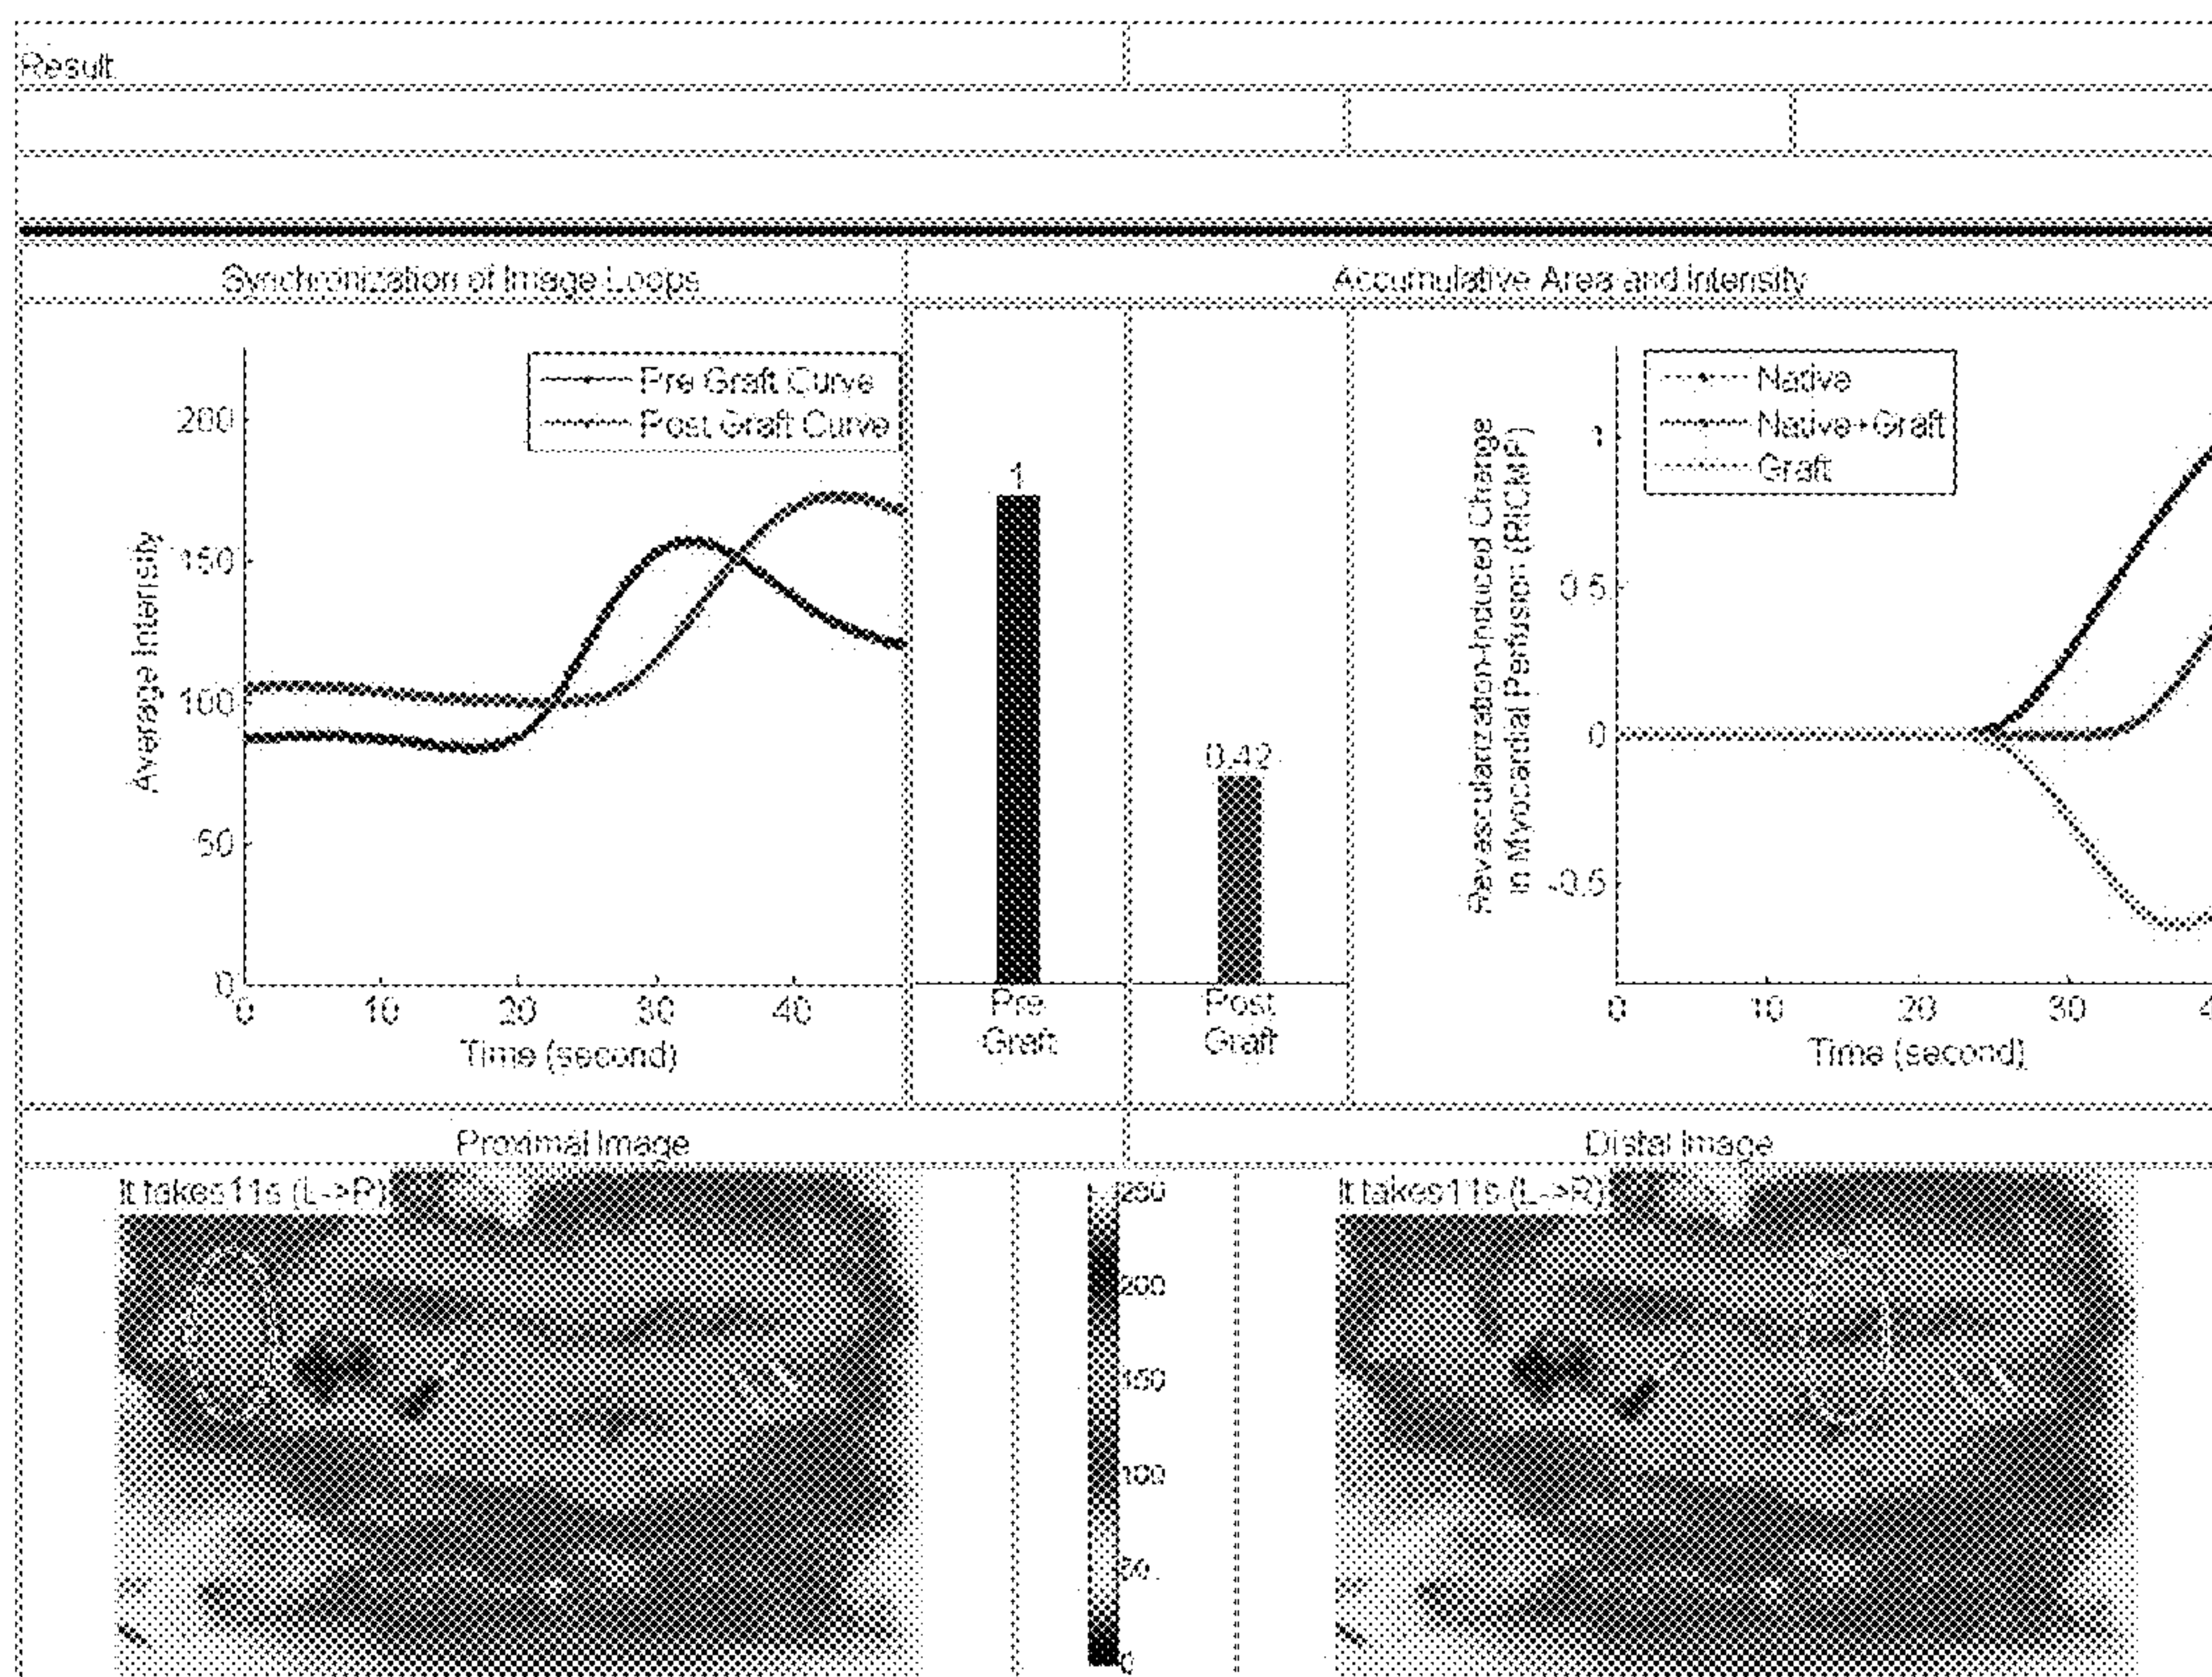 Result
Synchronization of Image Loops
Accumulative Area and Intensity
Pre Graft Curve
Post Graft Curve
200
150
100
50
0
Average Intensity
0 10 20 30 40
Time (second)
1
0.42
Pre
Graft
Post
Graft
Native
Native+Graft
Graft
Revascularization-Induced Change
in Myocardial Perfusion (RICMP)
1
0.5
0
-0.5
0 10 20 30
Time (second)
Proximal Image
Distal Image
It takes 11s (L->R)
250
200
150
100
50
0
It takes 11s (L->R)